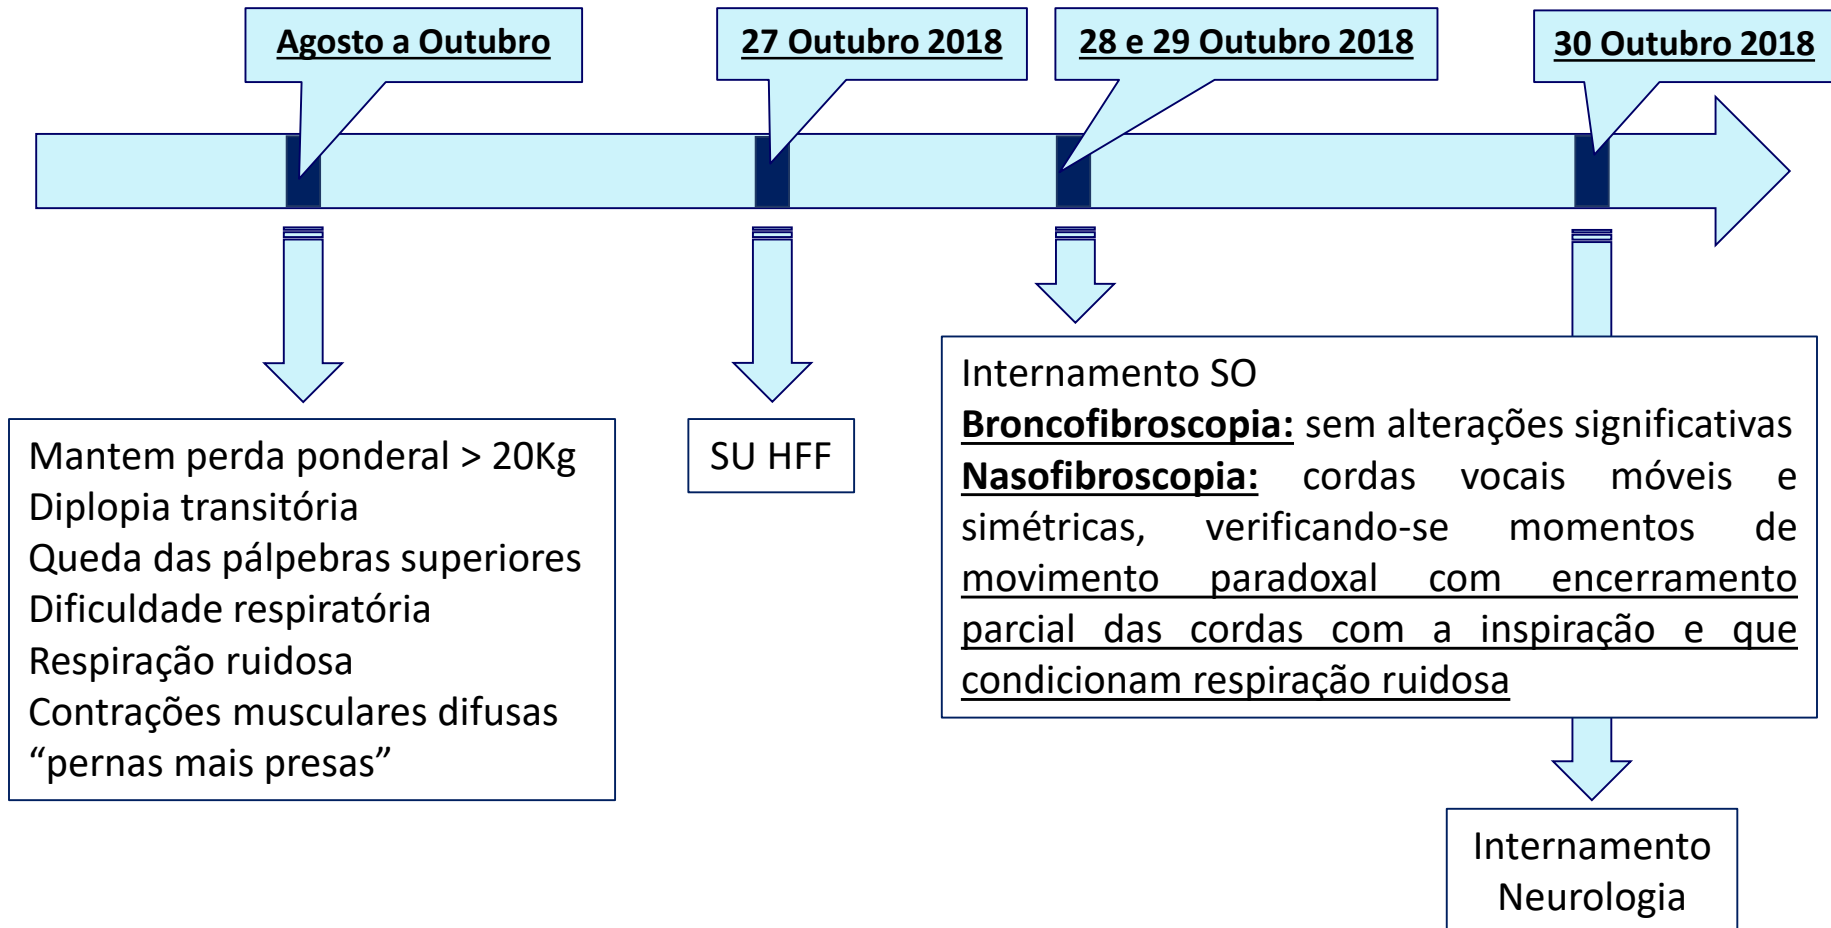 Agosto a Outubro
27 Outubro 2018
28 e 29 Outubro 2018
30 Outubro 2018
Mantem perda ponderal > 20Kg
Diplopia transitória
Queda das pálpebras superiores
Dificuldade respiratória
Respiração ruidosa
Contrações musculares difusas
“pernas mais presas”
SU HFF
Internamento SO
Broncofibroscopia: sem alterações significativas
Nasofibroscopia: cordas vocais móveis e
simétricas, verificando-se momentos de
movimento paradoxal com encerramento
parcial das cordas com a inspiração e que
condicionam respiração ruidosa
Internamento
Neurologia